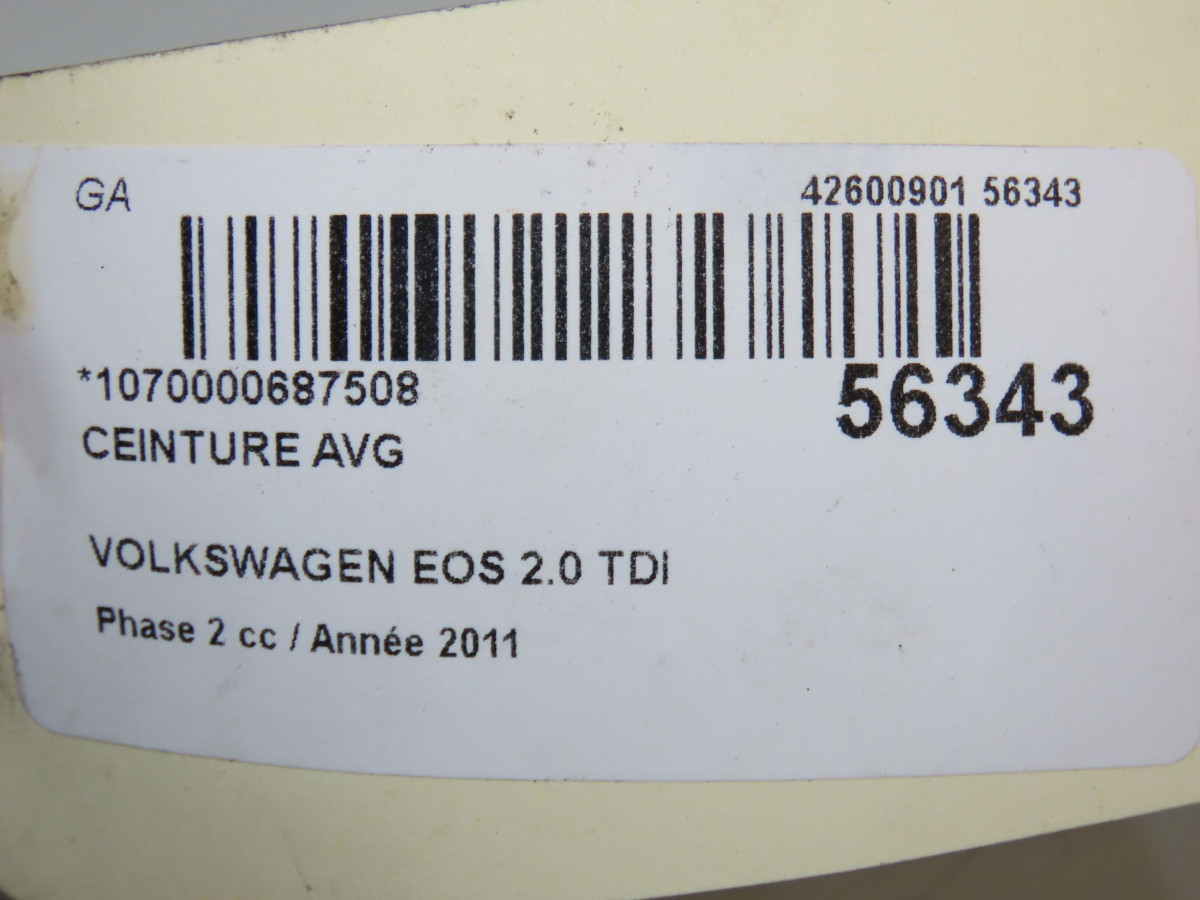 GA 42600901 56343
*1070000687508
56343
CEINTURE AVG
VOLKSWAGEN EOS 2.0 TDI
Phase 2 cc / Année 2011